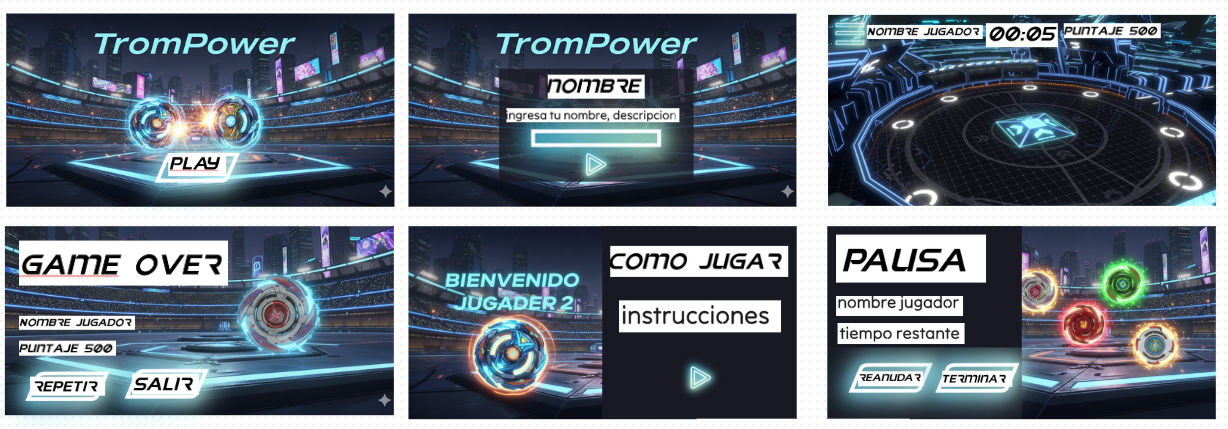 TromPower
PLAY
TromPower
NOMBRE
ingresa tu nombre, descripcion
NOMBRE JUGADOR 00:05 PUNTAJE 500
GAME OVER
NOMBRE JUGADOR
PUNTAJE 500
REPETIR SALIR
BIENVENIDO
JUGADER 2
COMO JUGAR
instrucciones
PAUSA
nombre jugador
tiempo restante
REANUDAR TERMINAR